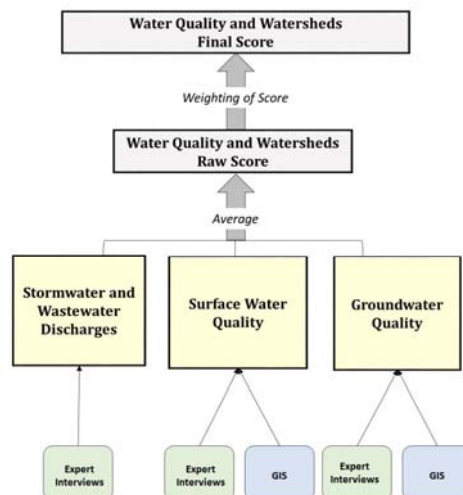 Water Quality and Watersheds
Final Score
Weighting of Score
Water Quality and Watersheds
Raw Score
Average
Stormwater and
Wastewater
Discharges
Surface Water
Quality
Groundwater
Quality
Expert
Interviews
Expert
Interviews
GIS
Expert
Interviews
GIS